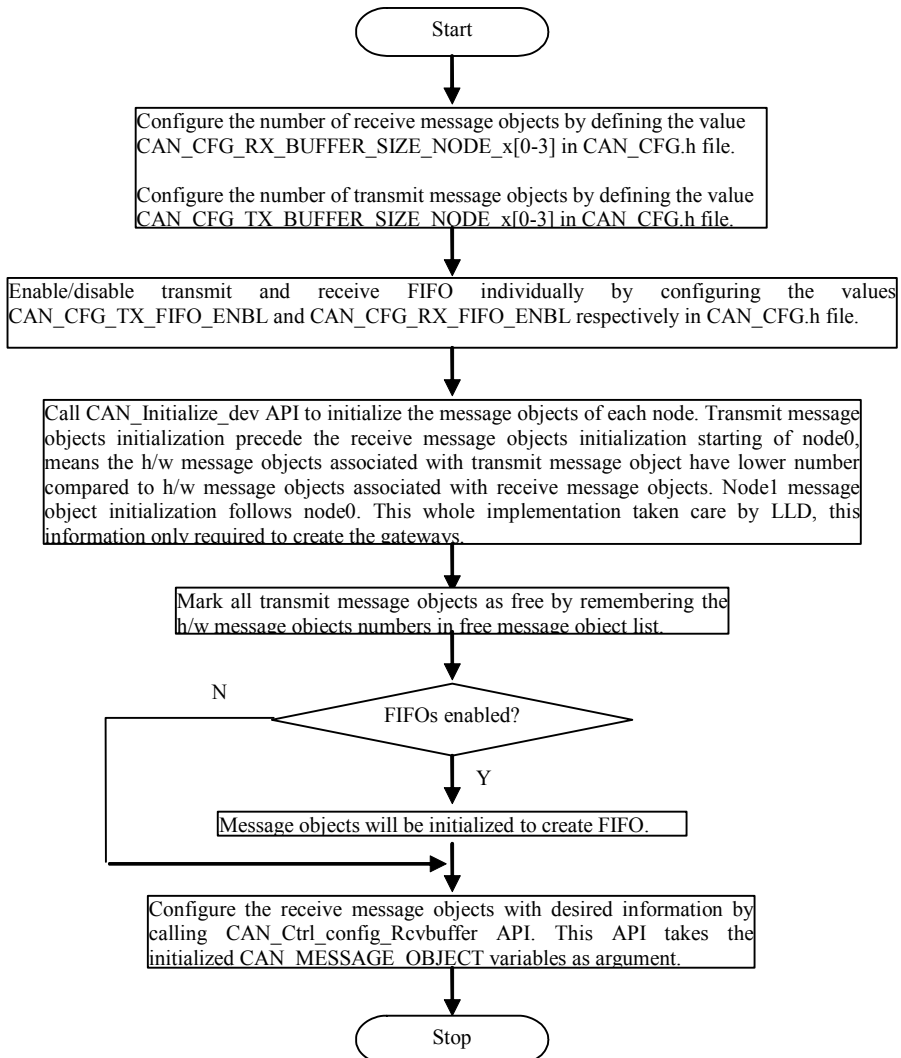 Start
Configure the number of receive message objects by defining the value
CAN_CFG_RX_BUFFER_SIZE_NODE_x[0-3] in CAN_CFG.h file.
Configure the number of transmit message objects by defining the value
CAN_CFG_TX_BUFFER_SIZE_NODE_x[0-3] in CAN_CFG.h file.
Enable/disable transmit and receive FIFO individually by configuring the values
CAN_CFG_TX_FIFO_ENBL and CAN_CFG_RX_FIFO_ENBL respectively in CAN_CFG.h file.
Call CAN_Initialize_dev API to initialize the message objects of each node. Transmit message
objects initialization precede the receive message objects initialization starting of node0,
means the h/w message objects associated with transmit message object have lower number
compared to h/w message objects associated with receive message objects. Node1 message
object initialization follows node0. This whole implementation taken care by LLD, this
information only required to create the gateways.
Mark all transmit message objects as free by remembering the
h/w message objects numbers in free message object list.
N
FIFOs enabled?
Y
Message objects will be initialized to create FIFO.
Configure the receive message objects with desired information by
calling CAN_Ctrl_config_Rcvbuffer API. This API takes the
initialized CAN_MESSAGE_OBJECT variables as argument.
Stop